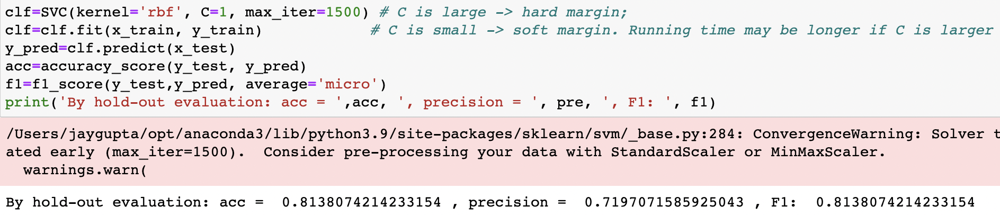 clf=SVC(kernel='rbf', C=1, max_iter=1500) # C is large -> hard margin;
clf=clf.fit(x_train, y_train) # C is small -> soft margin. Running time may be longer if C is larger
y_pred=clf.predict(x_test)
acc=accuracy_score(y_test, y_pred)
f1=f1_score(y_test,y_pred, average='micro')
print('By hold-out evaluation: acc = ',acc, ', precision = ', pre, ', F1: ', f1)
/Users/jaygupta/opt/anaconda3/lib/python3.9/site-packages/sklearn/svm/_base.py:284: ConvergenceWarning: Solver t
ated early (max_iter=1500).  Consider pre-processing your data with StandardScaler or MinMaxScaler.
  warnings.warn(
By hold-out evaluation: acc =  0.8138074214233154 , precision =  0.7197071585925043 , F1:  0.8138074214233154